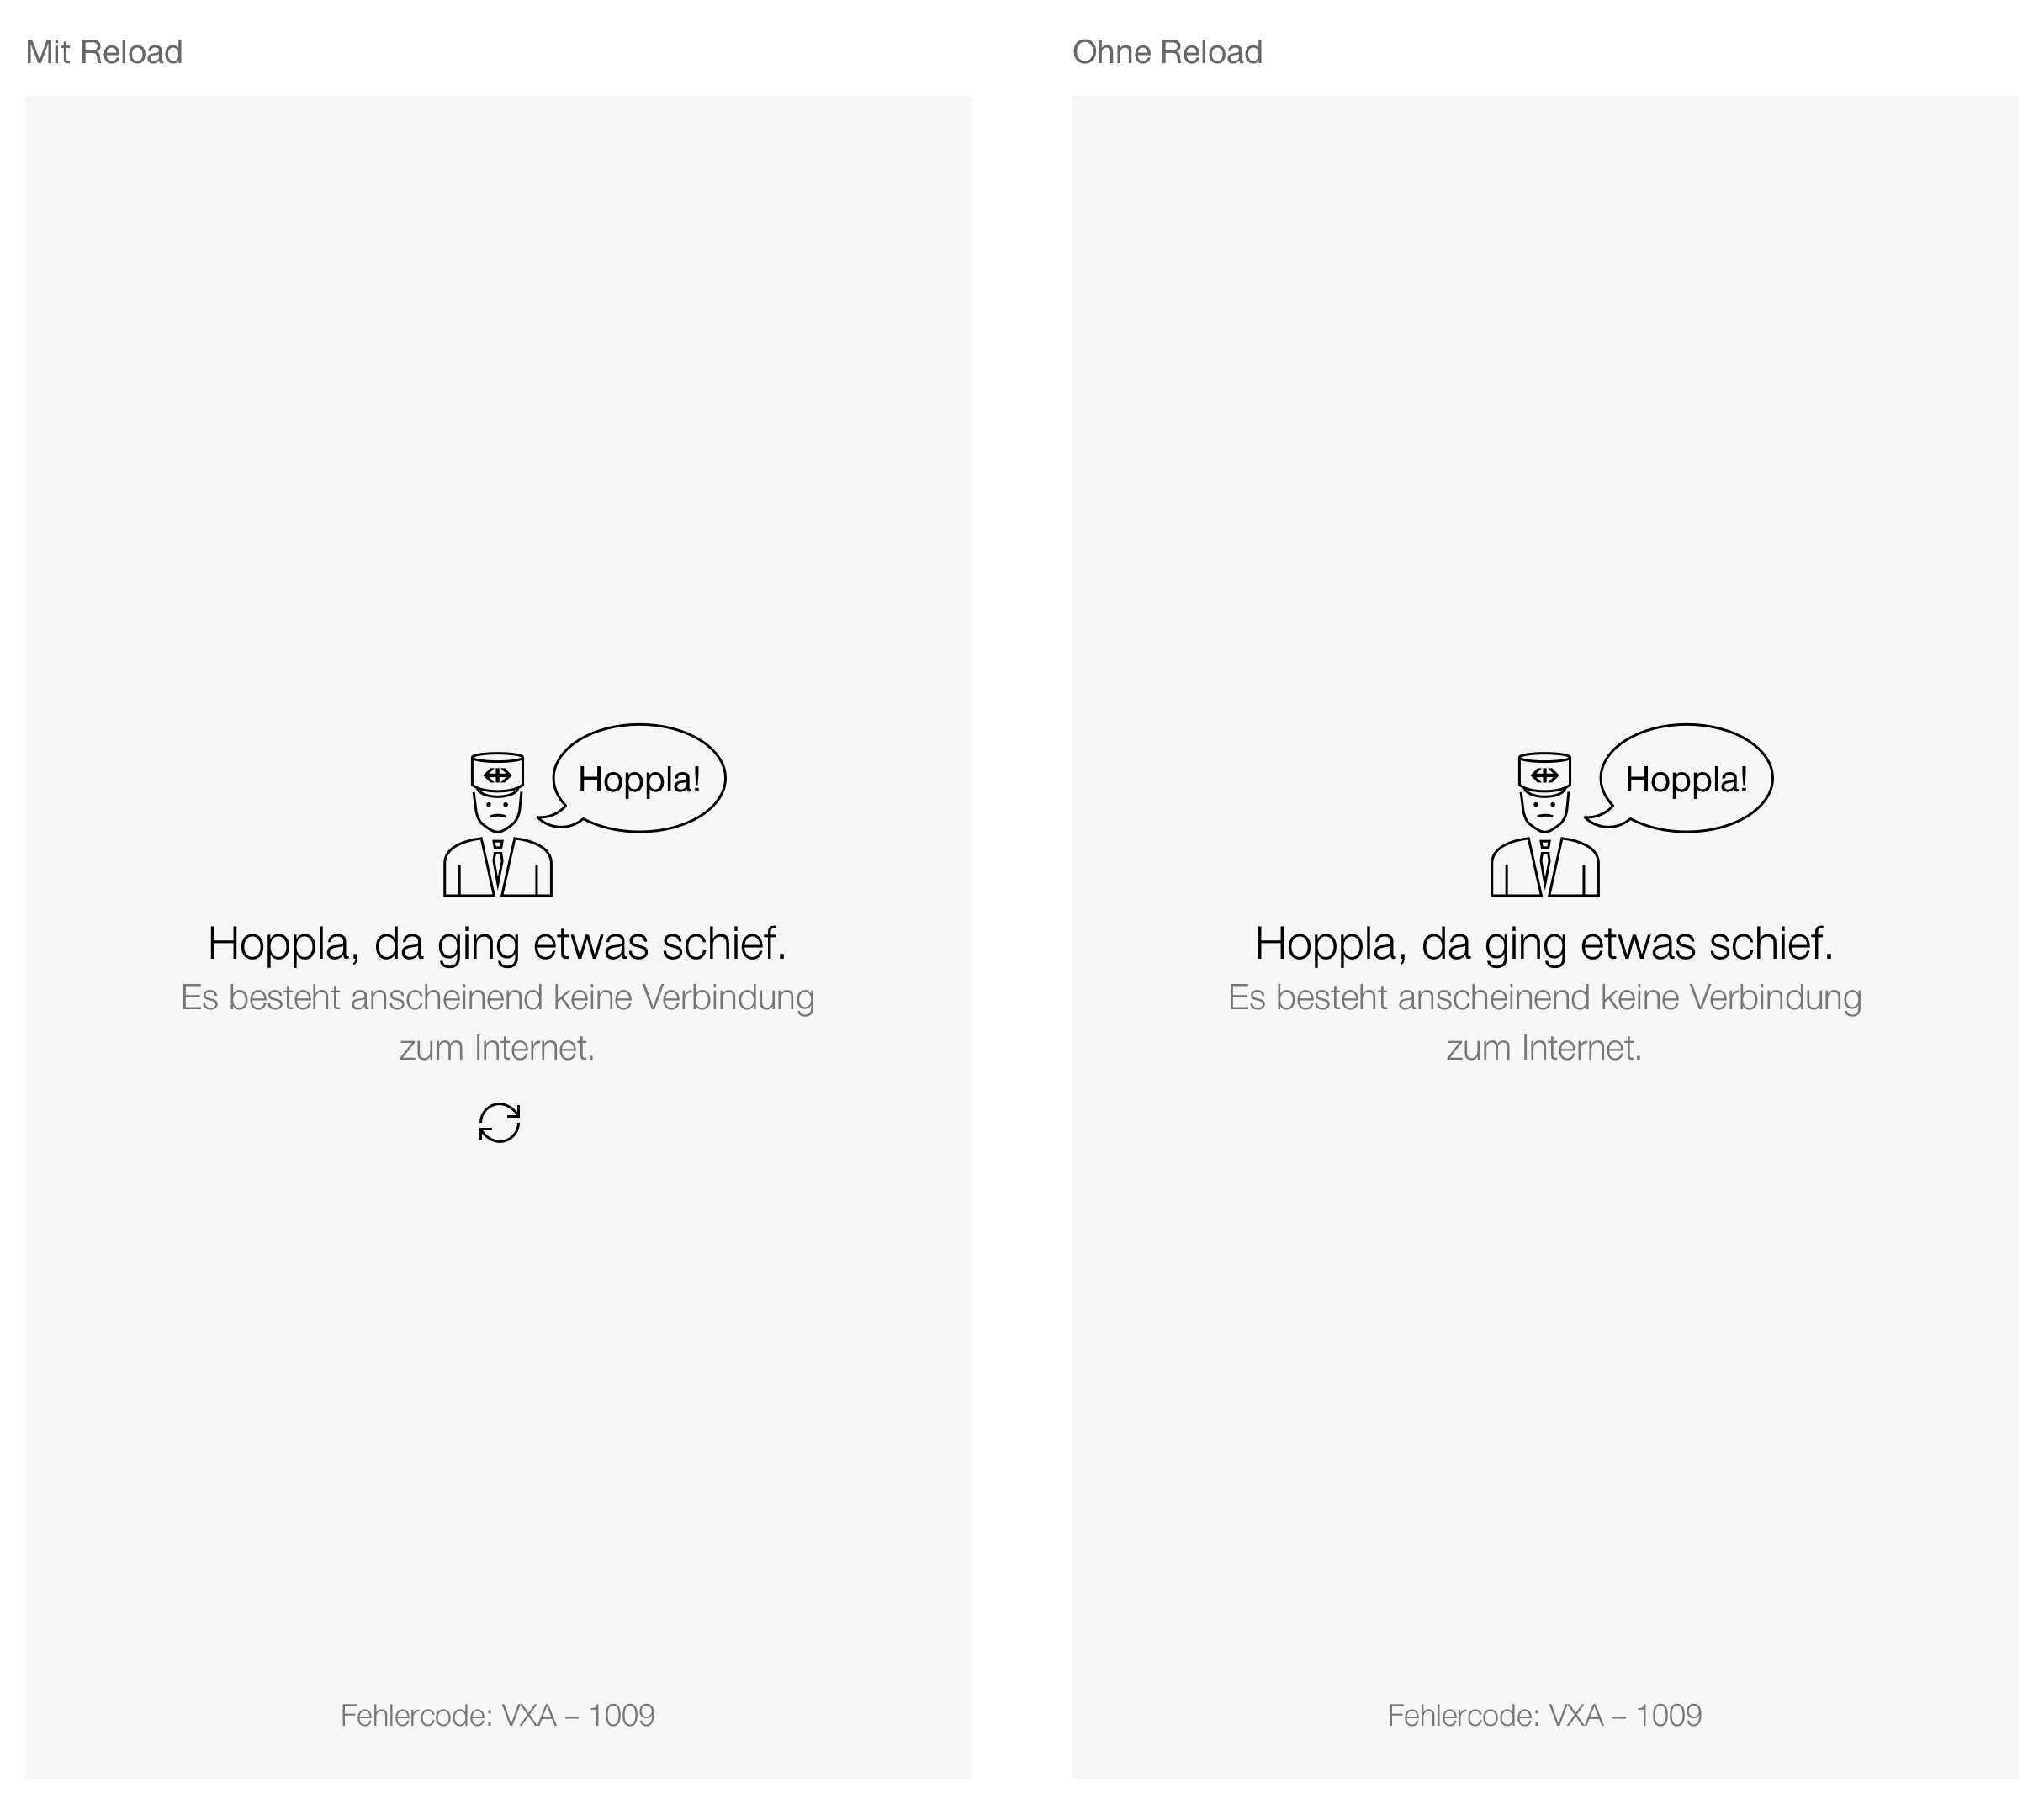 Mit Reload
Hoppla!
Hoppla, da ging etwas schief.
Es besteht anscheinend keine Verbindung
zum Internet.
Fehlercode: VXA – 1009
Ohne Reload
Hoppla!
Hoppla, da ging etwas schief.
Es besteht anscheinend keine Verbindung
zum Internet.
Fehlercode: VXA – 1009